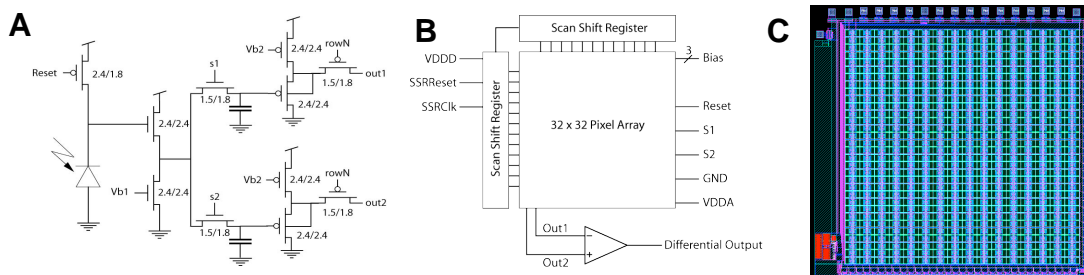 A
Reset
2.4/1.8
2.4/2.4
Vb1
2.4/2.4
s1
1.5/1.8
Vb2
2.4/2.4
rowN
out1
1.5/1.8
2.4/2.4
s2
1.5/1.8
Vb2
2.4/2.4
rowN
out2
1.5/1.8
2.4/2.4
B
Scan Shift Register
Scan Shift Register
VDDD
SSRReset
SSRClk
32 x 32 Pixel Array
3
Bias
Reset
S1
S2
GND
VDDA
Out1
Out2
−
+
Differential Output
C